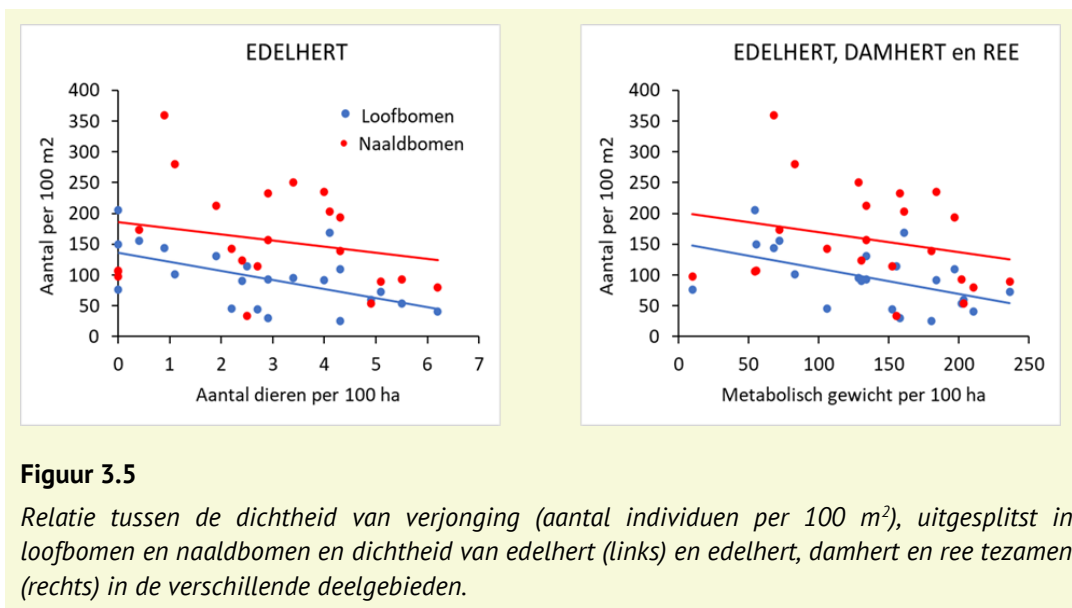 EDELHERT
Aantal per 100 m2
400
350
300
250
200
150
100
50
0
Loofbomen
Naaldbomen
0 1 2 3 4 5 6 7
Aantal dieren per 100 ha
EDELHERT, DAMHERT en REE
Aantal per 100 m2
400
350
300
250
200
150
100
50
0
0 50 100 150 200 250
Metabolisch gewicht per 100 ha
Figuur 3.5
Relatie tussen de dichtheid van verjonging (aantal individuen per 100 m²), uitgesplitst in
loofbomen en naaldbomen en dichtheid van edelhert (links) en edelhert, damhert en ree tezamen
(rechts) in de verschillende deelgebieden.